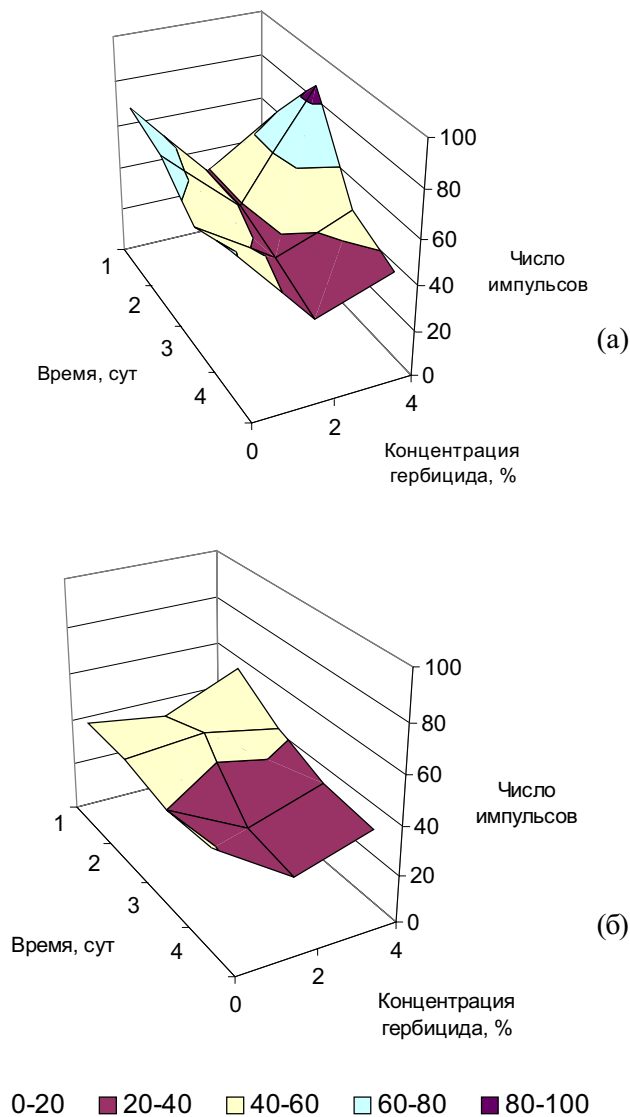 100
80
60
40
20
0
Число
импульсов
(а)
1
2
3
4
Время, сут
0
2
4
Концентрация
гербицида, %
100
80
60
40
20
0
Число
импульсов
(б)
1
2
3
4
Время, сут
0
2
4
Концентрация
гербицида, %
0-20 20-40 40-60 60-80 80-100